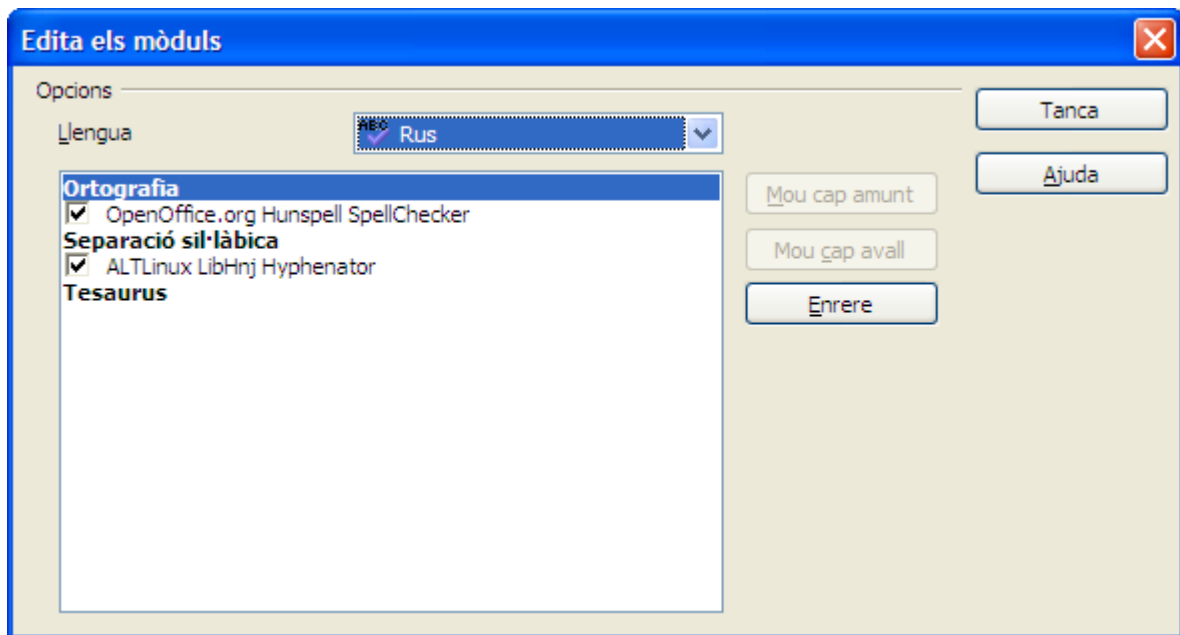 Edita els mòduls
Opcions
Tanca
Llengua
ABC Rus
Ajuda
Ortografia
Mou cap amunt
OpenOffice.org Hunspell SpellChecker
Separació sil·làbica
Mou cap avall
ALTLinux LibHnj Hyphenator
Tesaurus
Enrere